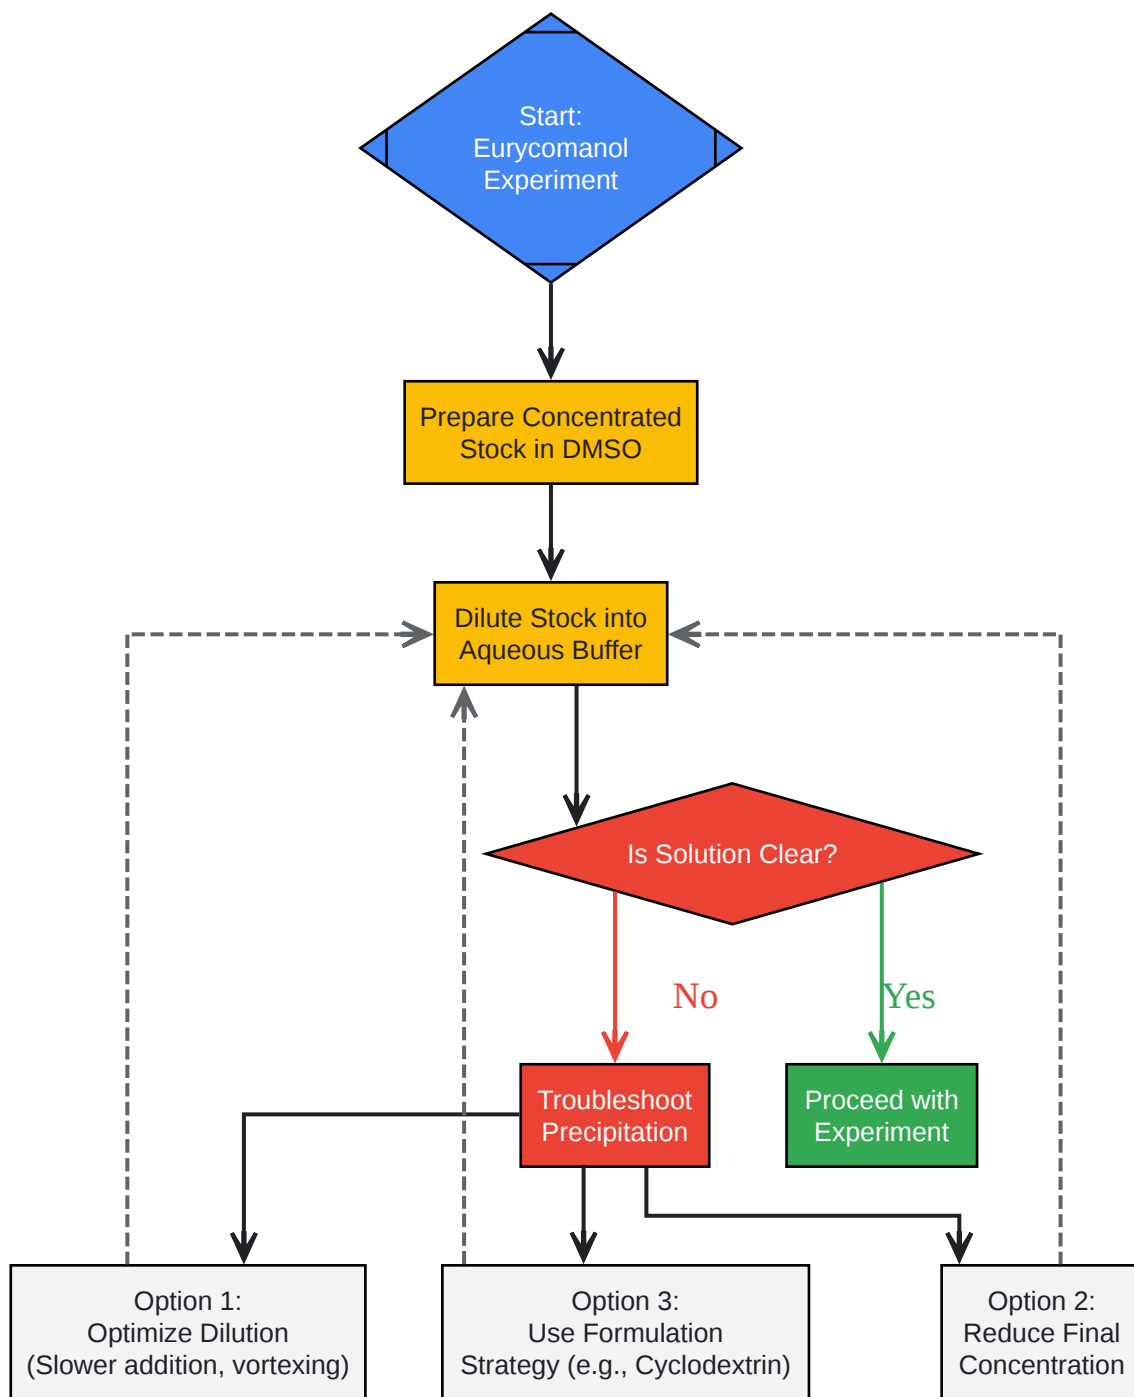 Start:
Eurycomanol
Experiment
Prepare Concentrated
Stock in DMSO
Dilute Stock into
Aqueous Buffer
Is Solution Clear?
No
Yes
Troubleshoot
Precipitation
Proceed with
Experiment
Option 1:
Optimize Dilution
(Slower addition, vortexing)
Option 3:
Use Formulation
Strategy (e.g., Cyclodextrin)
Option 2:
Reduce Final
Concentration